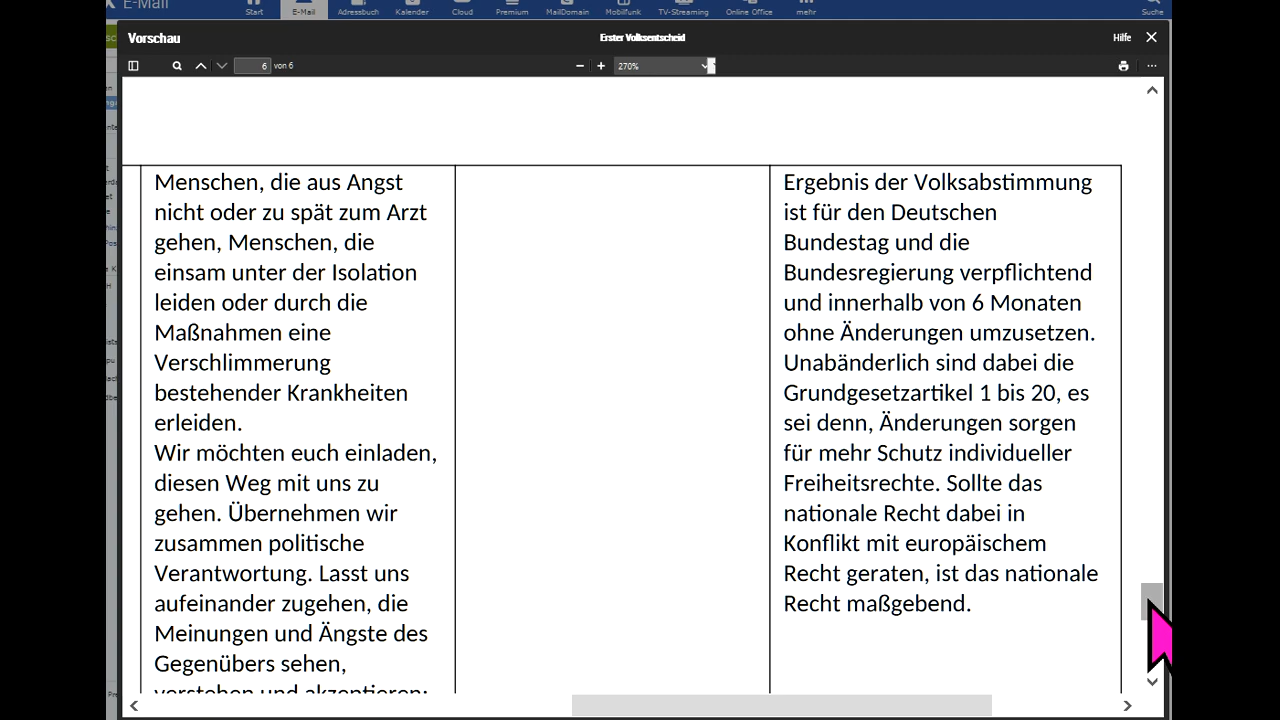 E-Mail
Start
E-Mail
Adressbuch
Kalender
Cloud
Premium
MailDomain
Mobilfunk
TV-Streaming
Online Office
mehr
Suche
Vorschau
Erster Volksentscheid
Hilfe
6 von 6
270%
Menschen, die aus Angst
nicht oder zu spät zum Arzt
gehen, Menschen, die
einsam unter der Isolation
leiden oder durch die
Maßnahmen eine
Verschlimmerung
bestehender Krankheiten
erleiden.
Wir möchten euch einladen,
diesen Weg mit uns zu
gehen. Übernehmen wir
zusammen politische
Verantwortung. Lasst uns
aufeinander zugehen, die
Meinungen und Ängste des
Gegenübers sehen,
verstehen und akzeptieren;
Ergebnis der Volksabstimmung
ist für den Deutschen
Bundestag und die
Bundesregierung verpflichtend
und innerhalb von 6 Monaten
ohne Änderungen umzusetzen.
Unabänderlich sind dabei die
Grundgesetzartikel 1 bis 20, es
sei denn, Änderungen sorgen
für mehr Schutz individueller
Freiheitsrechte. Sollte das
nationale Recht dabei in
Konflikt mit europäischem
Recht geraten, ist das nationale
Recht maßgebend.